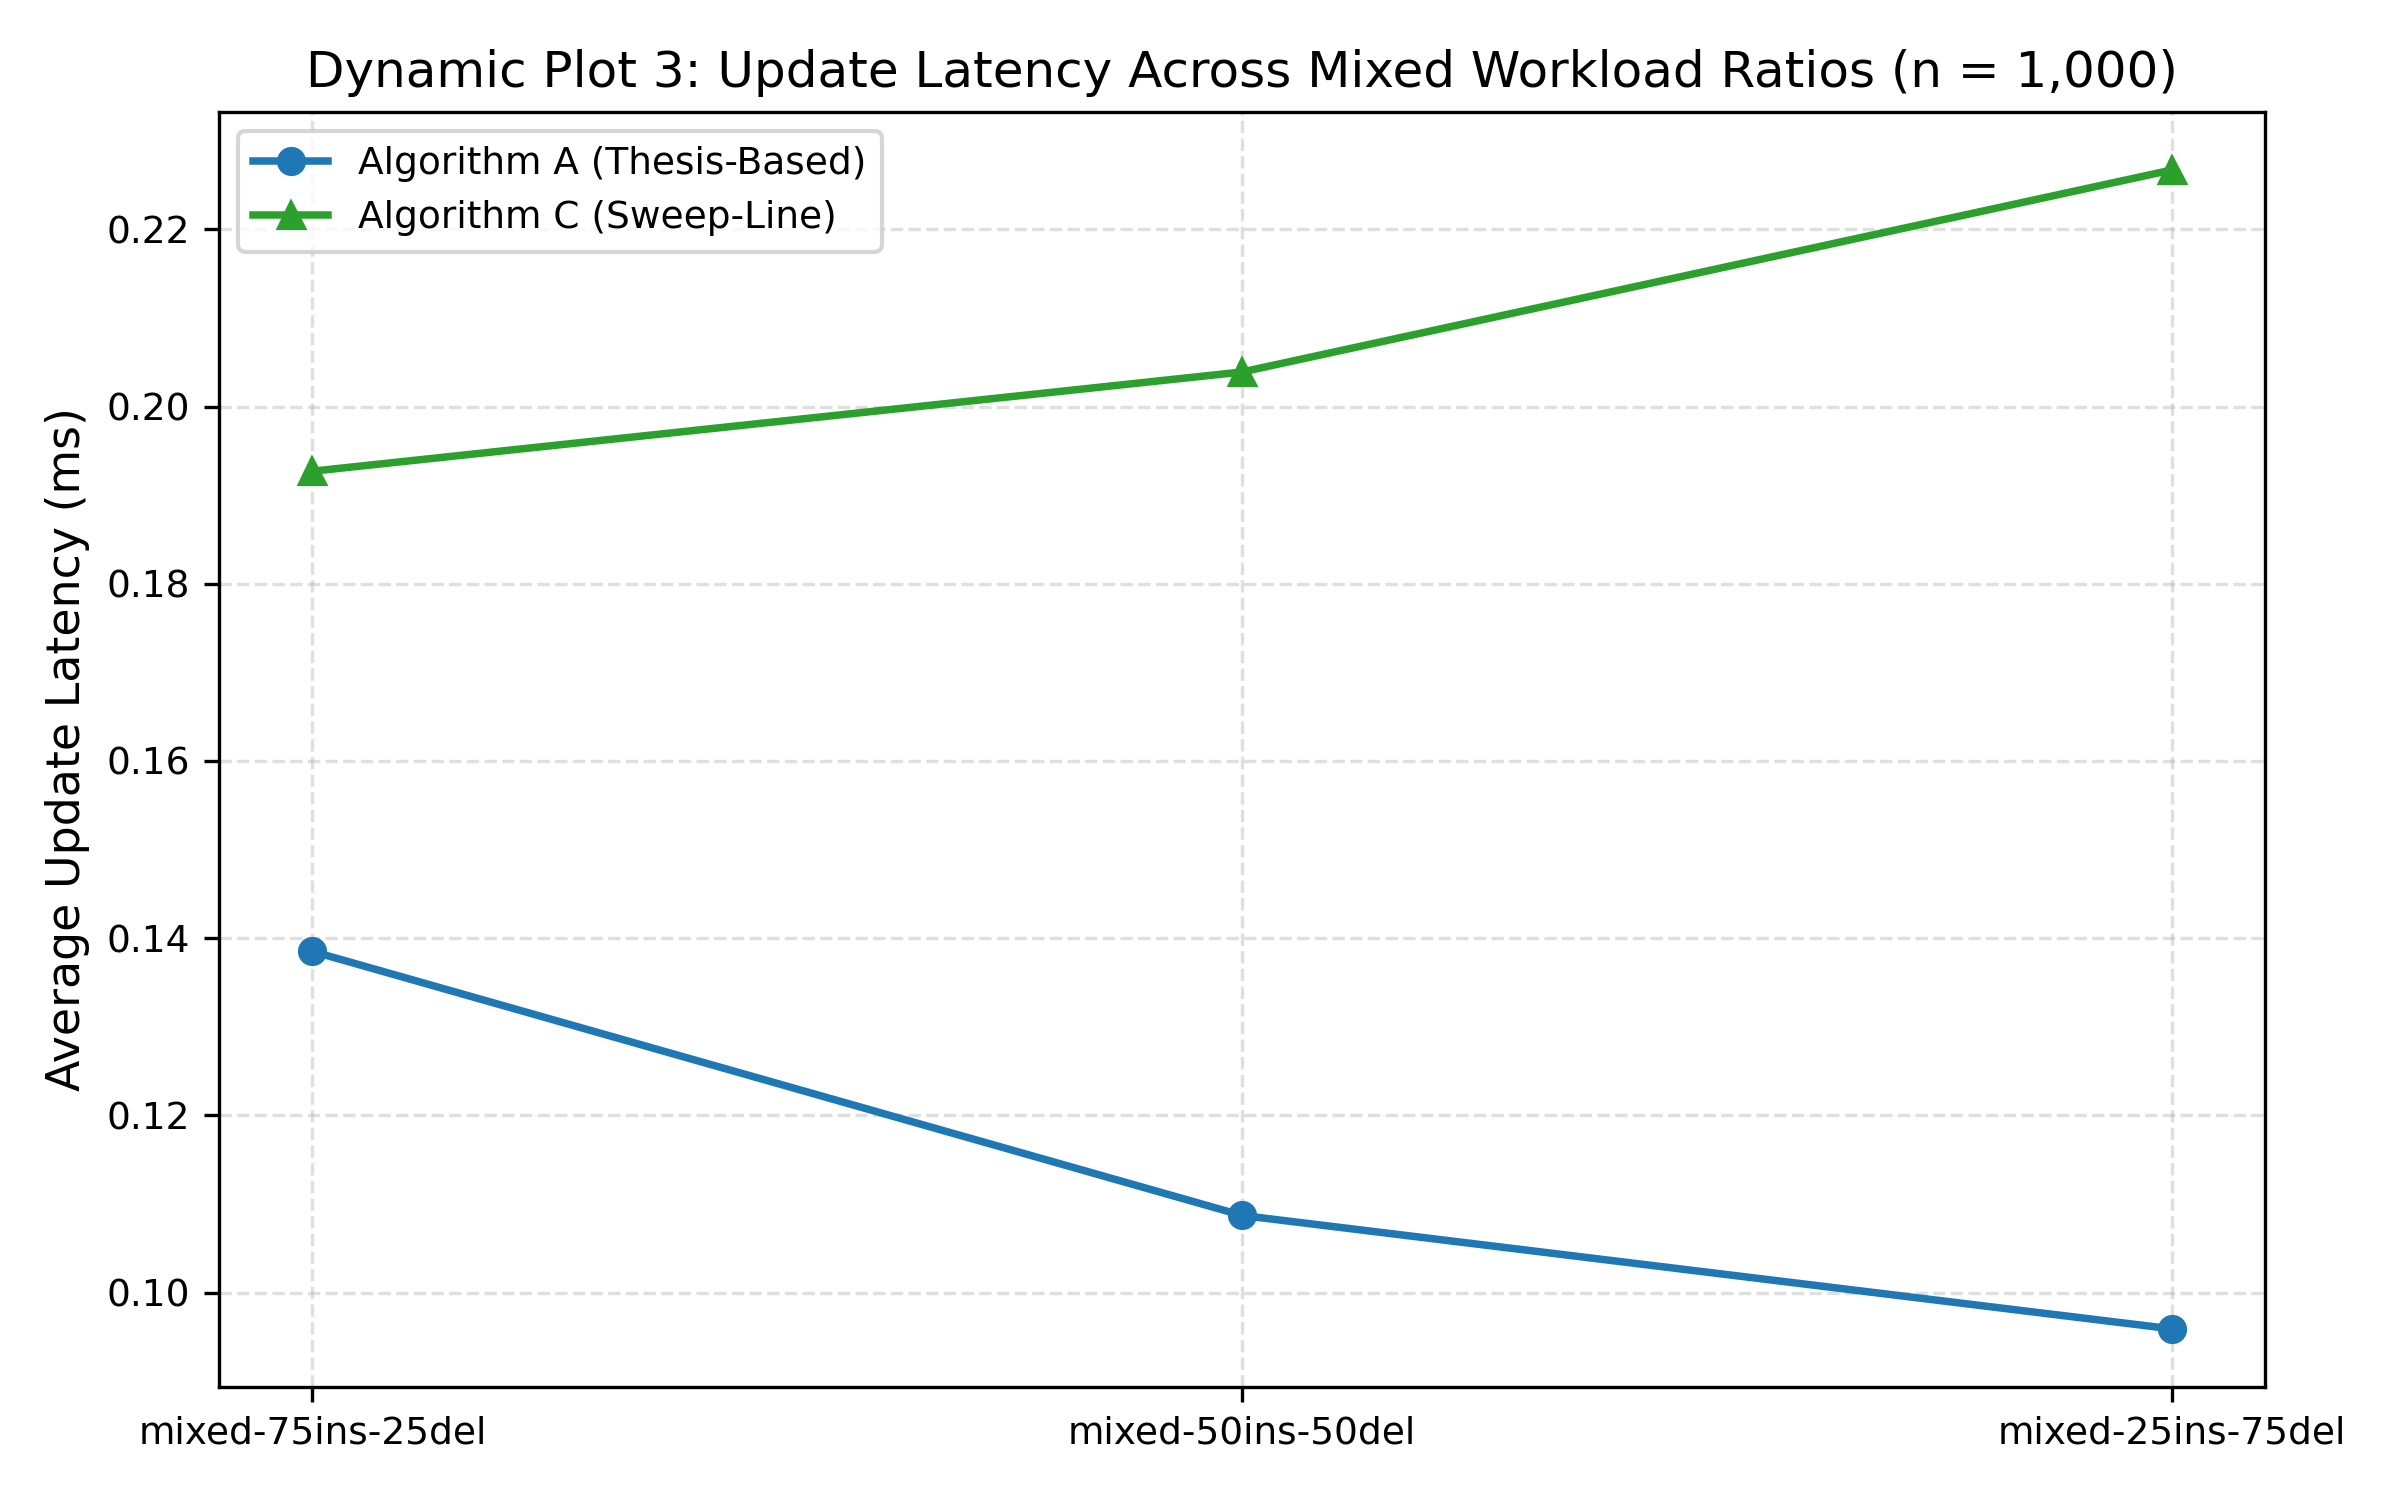 Dynamic Plot 3: Update Latency Across Mixed Workload Ratios (n = 1,000)
Algorithm A (Thesis-Based)
Algorithm C (Sweep-Line)
Average Update Latency (ms)
0.22
0.20
0.18
0.16
0.14
0.12
0.10
mixed-75ins-25del
mixed-50ins-50del
mixed-25ins-75del